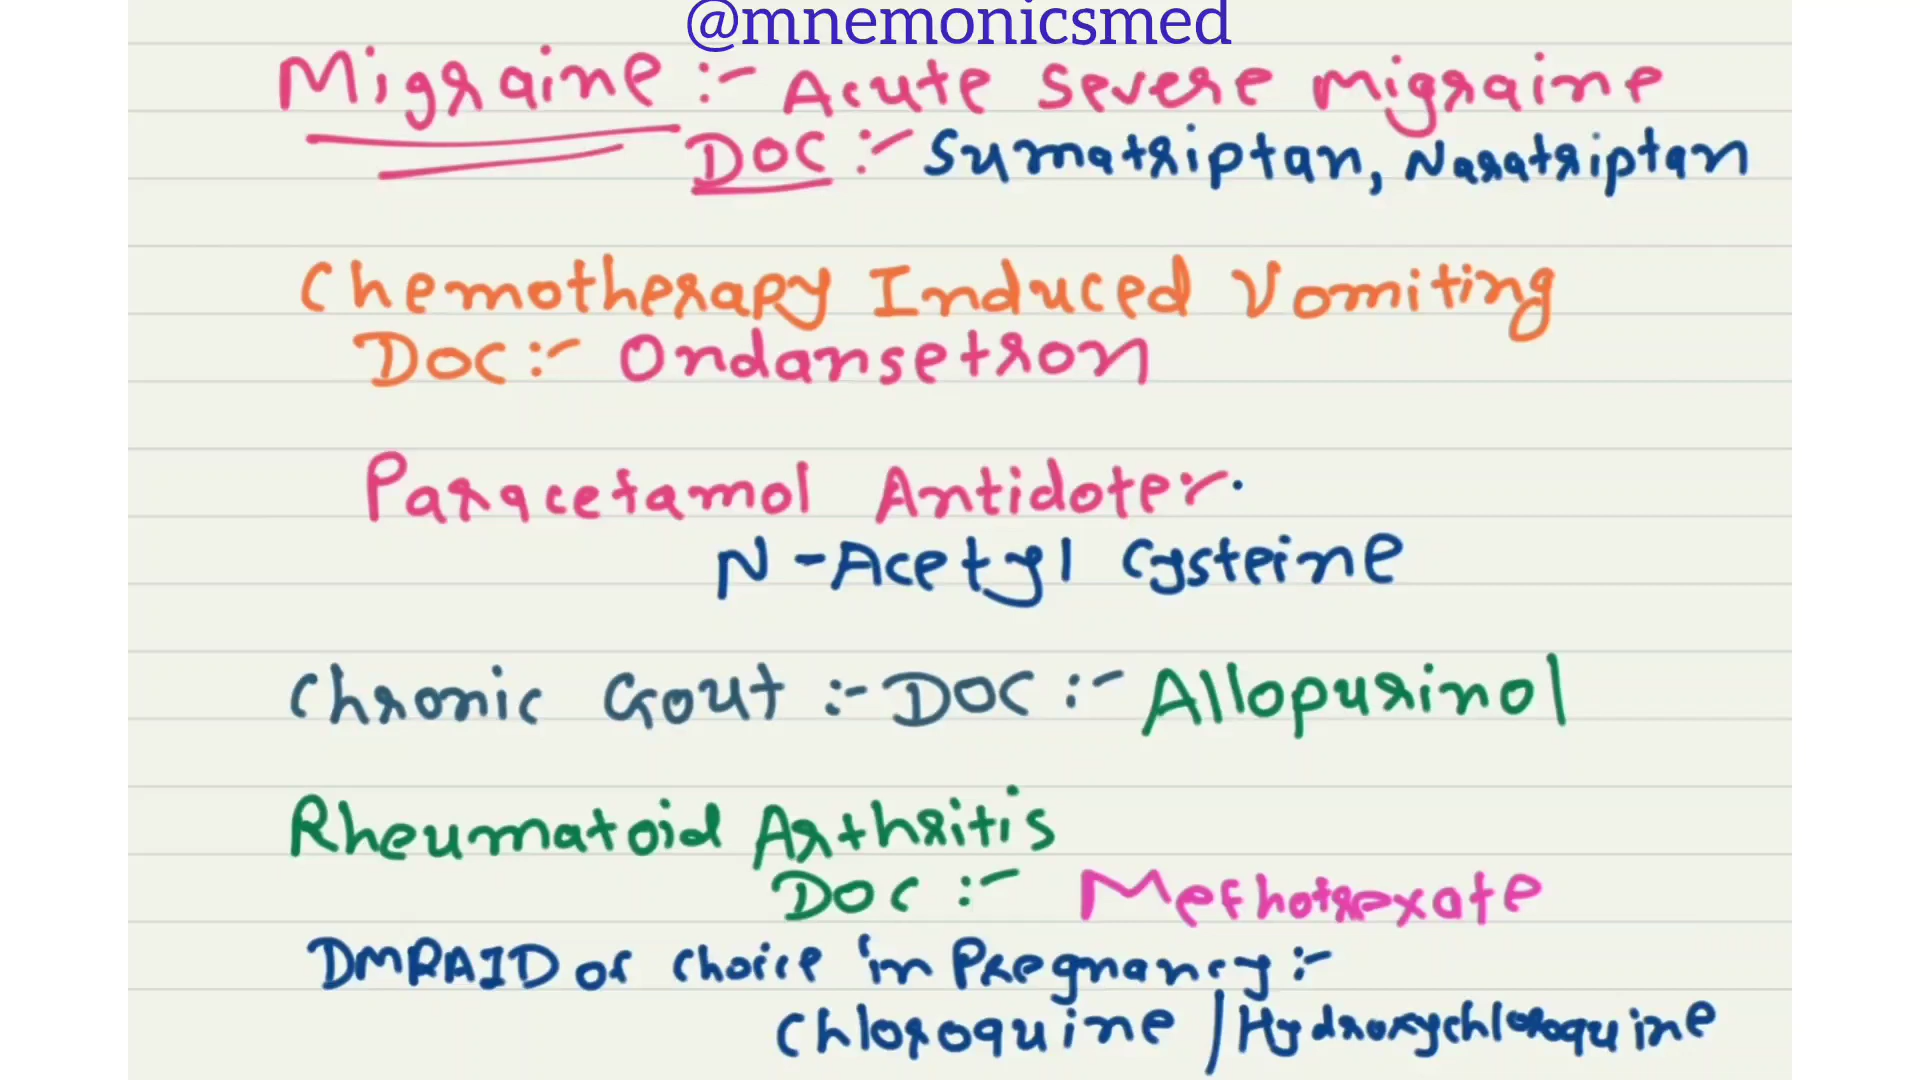 @mnemonicsmed
Migraine :- Acute Severe Migraine
DOC :- Sumatriptan, Naratriptan
Chemotherapy Induced Vomiting
DOC :- Ondansetron
Paracetamol Antidote:-
N-Acetyl Cysteine
Chronic Gout :- DOC :- Allopurinol
Rheumatoid Arthritis
DOC :- Methotrexate
DMRAID of choice in Pregnancy :-
Chloroquine / Hydroxychloroquine